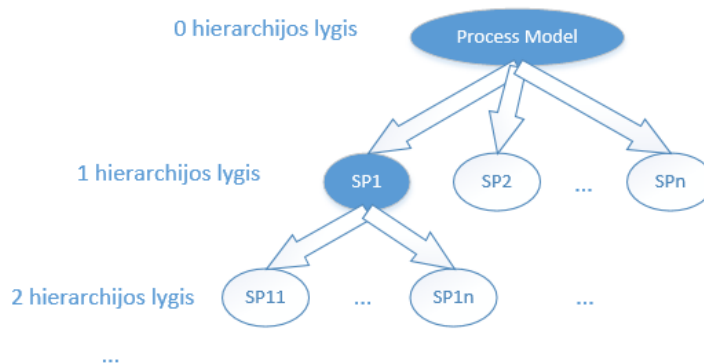 0 hierarchijos lygis
Process Model
1 hierarchijos lygis
SP1
SP2
...
SPn
2 hierarchijos lygis
SP11
...
SP1n
...
...